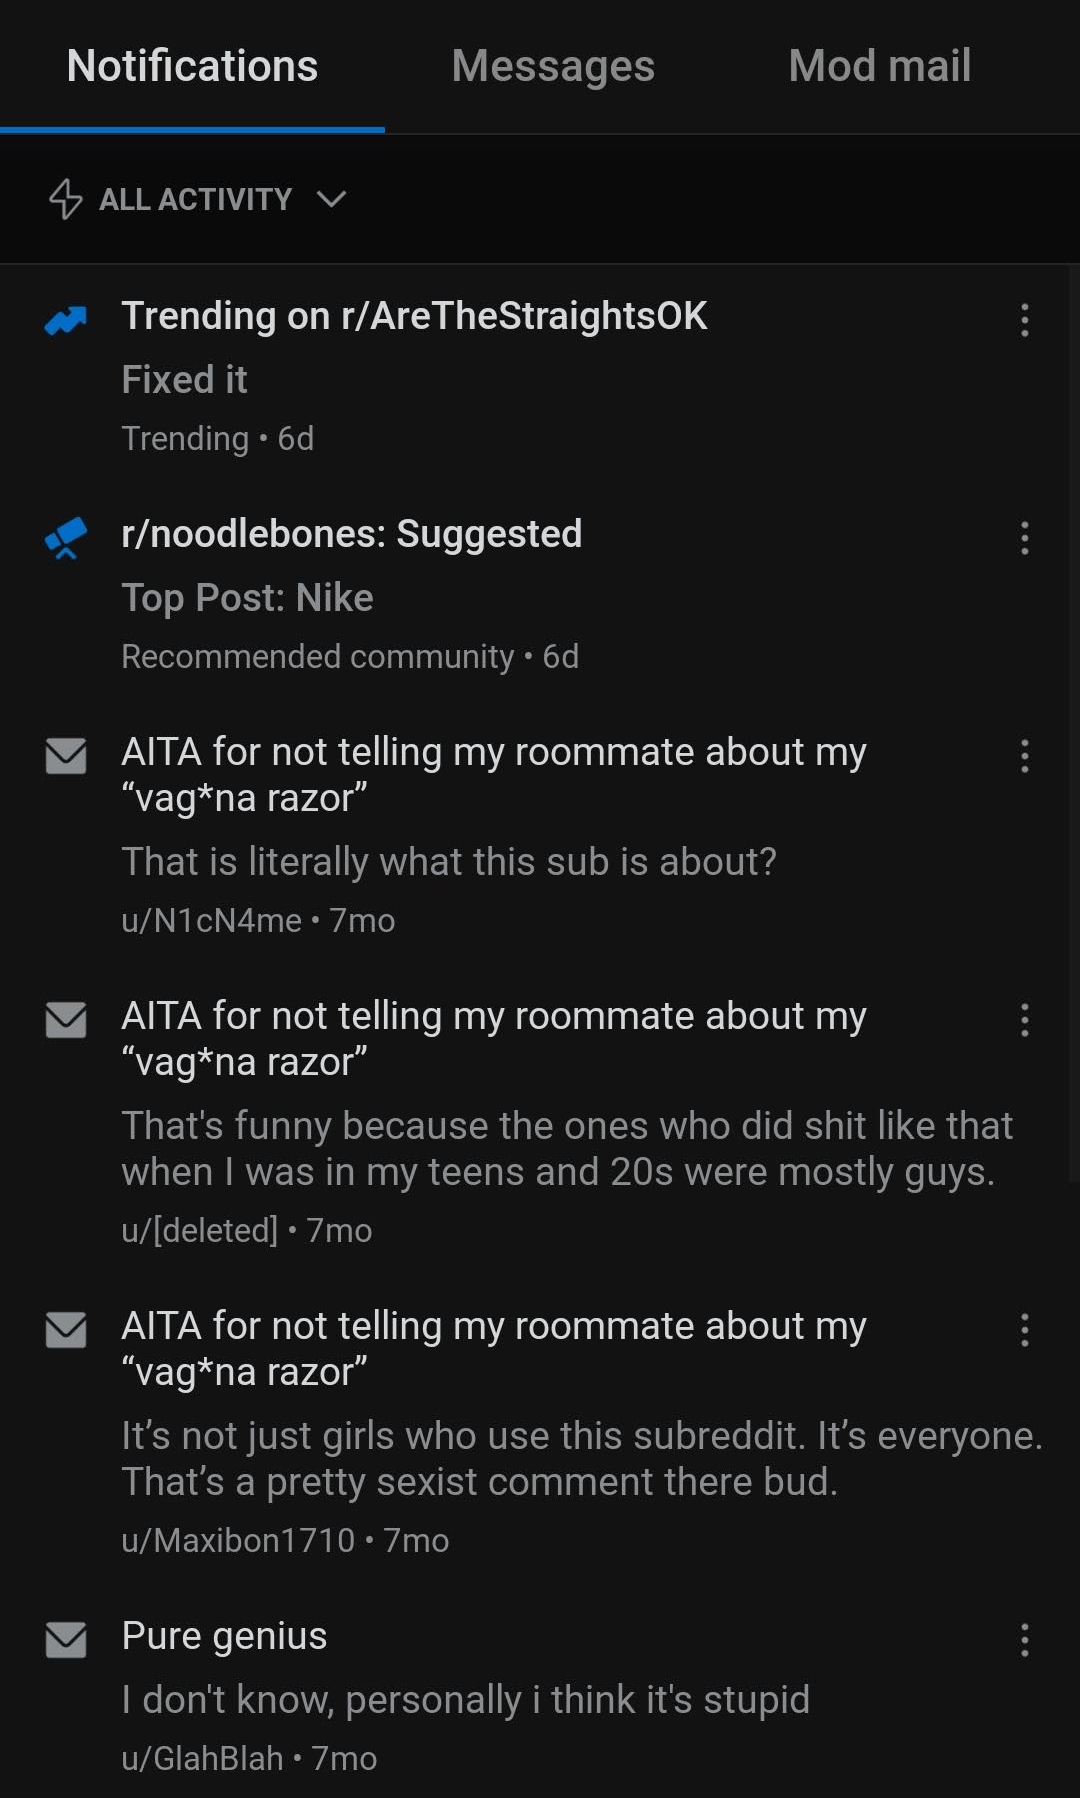 Notifications
Messages
Mod mail
ALL ACTIVITY
Trending on r/AreTheStraightsOK
Fixed it
Trending • 6d
r/noodlebones: Suggested
Top Post: Nike
Recommended community • 6d
AITA for not telling my roommate about my
“vag*na razor”
That is literally what this sub is about?
u/N1cN4me • 7mo
AITA for not telling my roommate about my
“vag*na razor”
That's funny because the ones who did shit like that
when I was in my teens and 20s were mostly guys.
u/[deleted] • 7mo
AITA for not telling my roommate about my
“vag*na razor”
It’s not just girls who use this subreddit. It’s everyone.
That’s a pretty sexist comment there bud.
u/Maxibon1710 • 7mo
Pure genius
I don't know, personally i think it's stupid
u/GlahBlah • 7mo